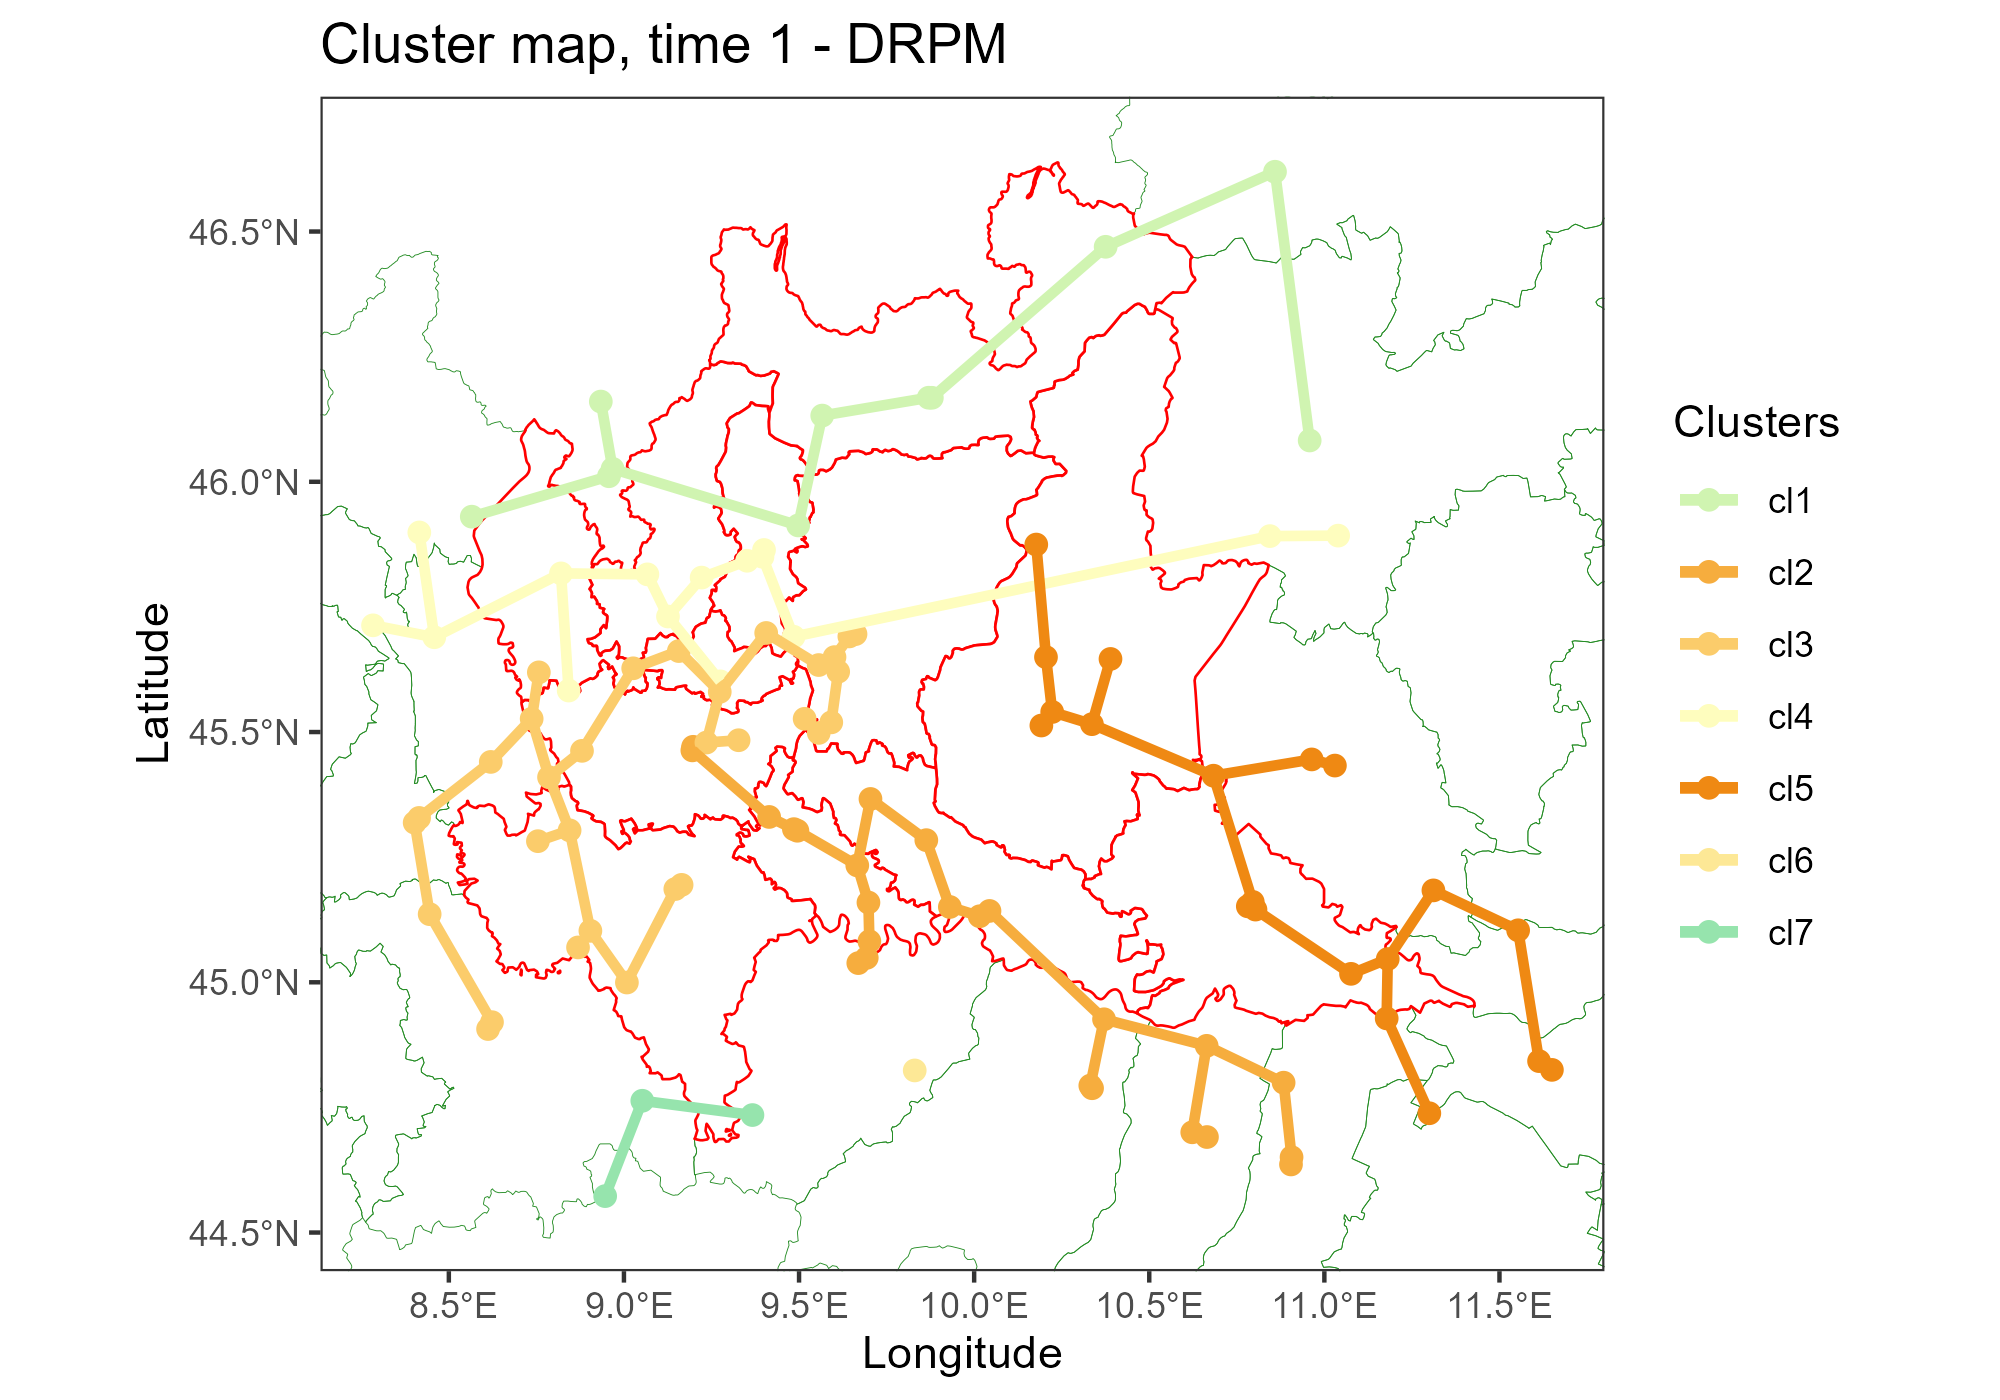 Cluster map, time 1 - DRPM
46.5°N
46.0°N
45.5°N
45.0°N
44.5°N
Latitude
8.5°E
9.0°E
9.5°E
10.0°E
10.5°E
11.0°E
11.5°E
Longitude
Clusters
cl1
cl2
cl3
cl4
cl5
cl6
cl7